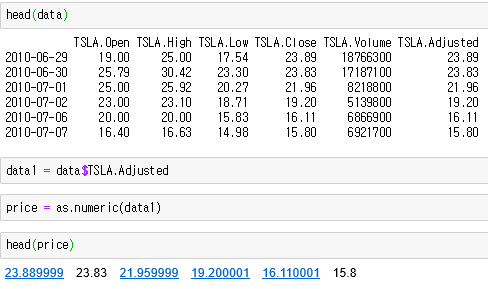 head(data)
TSLA.Open TSLA.High TSLA.Low TSLA.Close TSLA.Volume TSLA.Adjusted
2010-06-29 19.00 25.00 17.54 23.89 18766300 23.89
2010-06-30 25.79 30.42 23.30 23.83 17187100 23.83
2010-07-01 25.00 25.92 20.27 21.96 8218800 21.96
2010-07-02 23.00 23.10 18.71 19.20 5139800 19.20
2010-07-06 20.00 20.00 15.83 16.11 6866900 16.11
2010-07-07 16.40 16.63 14.98 15.80 6921700 15.80
data1 = data$TSLA.Adjusted
price = as.numeric(data1)
head(price)
23.889999 23.83 21.959999 19.200001 16.110001 15.8